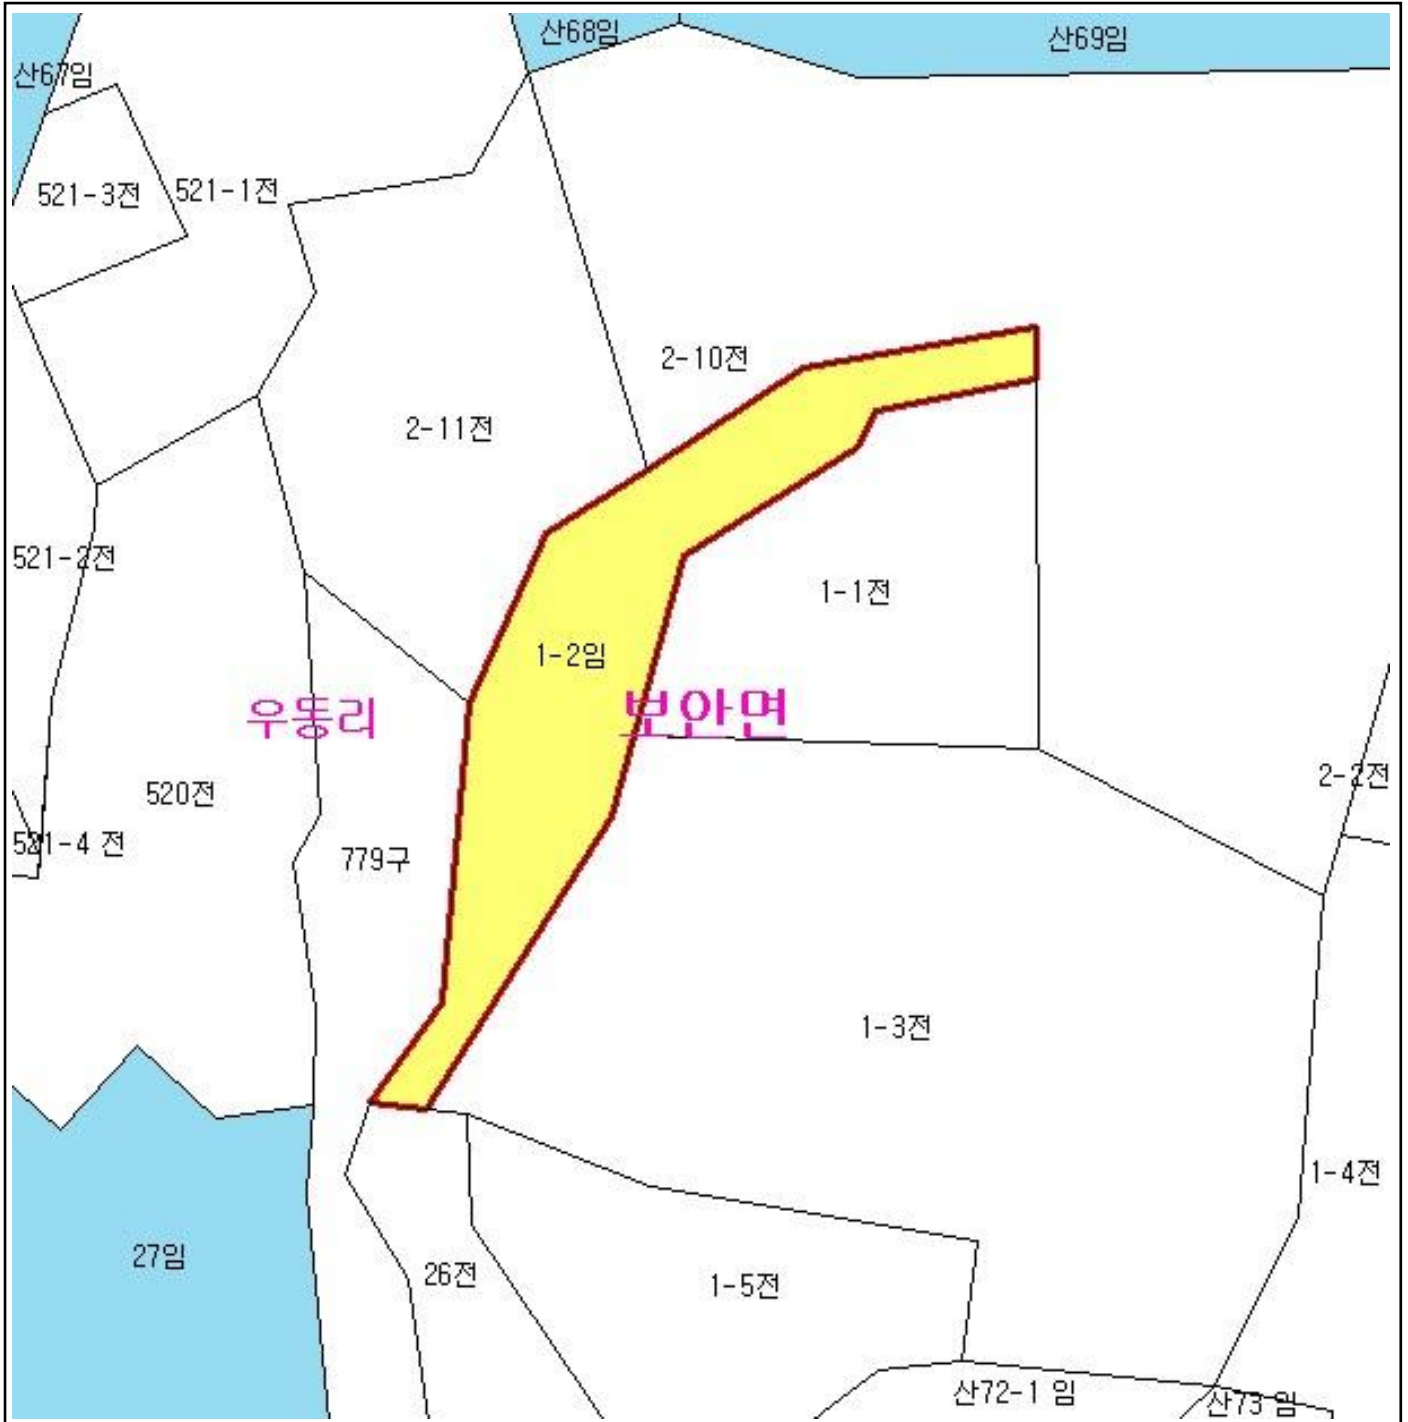 산68임
산69임
산67임
521-3전
521-1전
2-10전
2-11전
521-2전
1-1전
1-2임
우동리
보안면
2-2전
520전
521-4 전
779구
1-3전
1-4전
27임
26전
1-5전
산72-1 임
산73 임